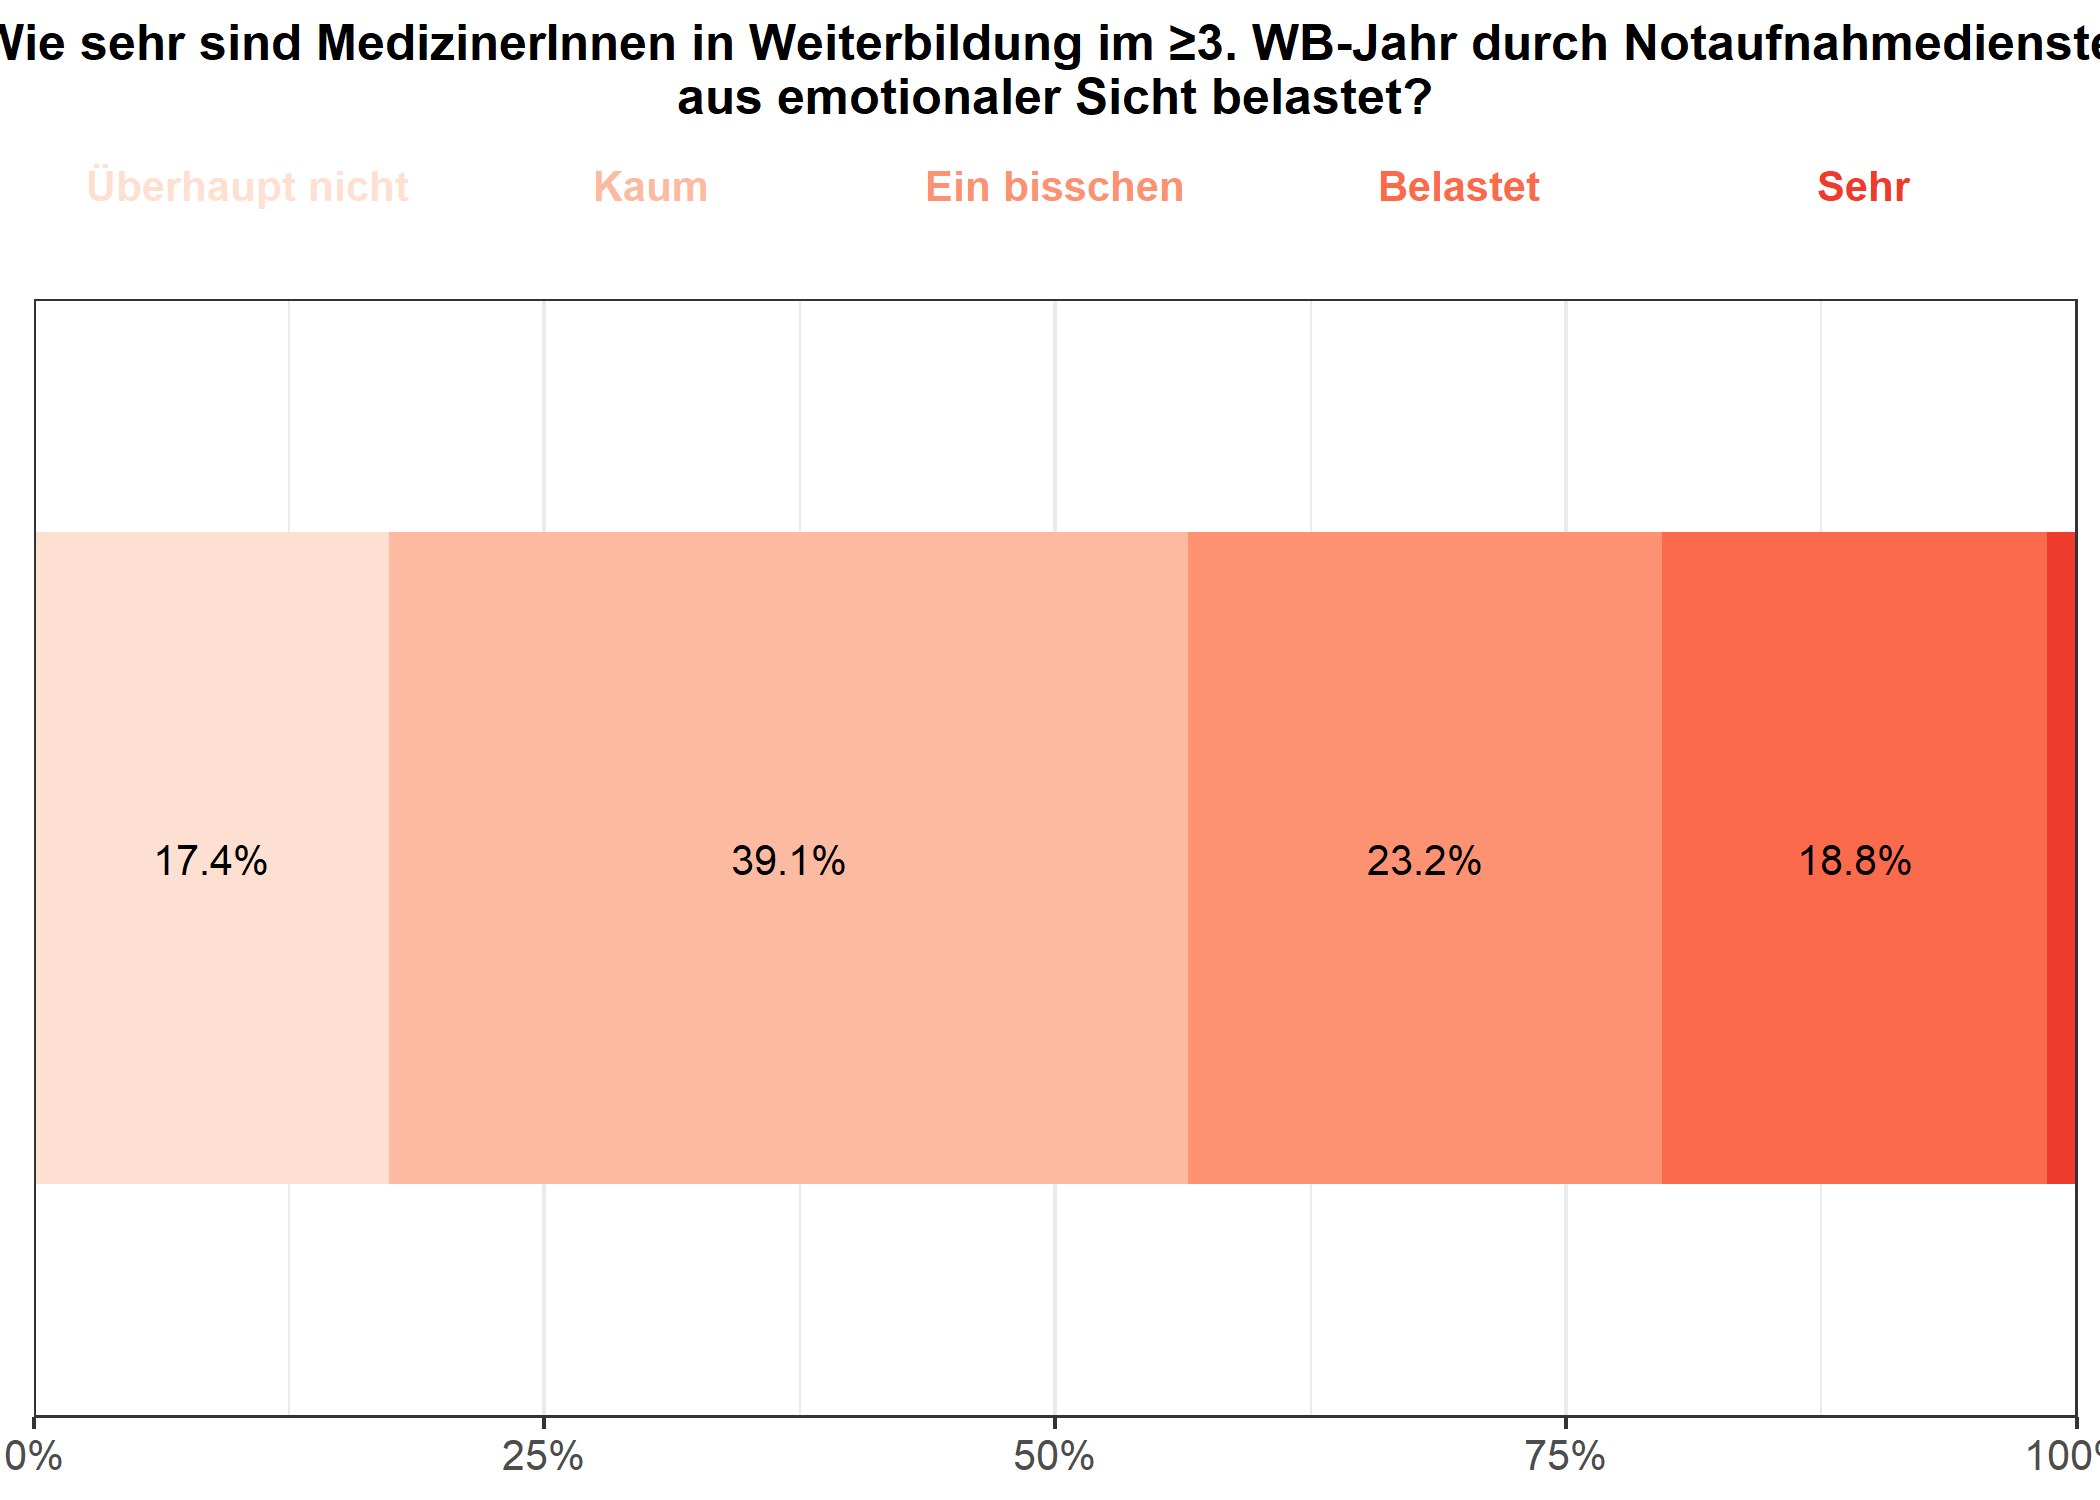 Wie sehr sind MedizinerInnen in Weiterbildung im ≥3. WB-Jahr durch Notaufnahmedienste
aus emotionaler Sicht belastet?
Überhaupt nicht Kaum Ein bisschen Belastet Sehr
17.4% 39.1% 23.2% 18.8%
0% 25% 50% 75% 100%